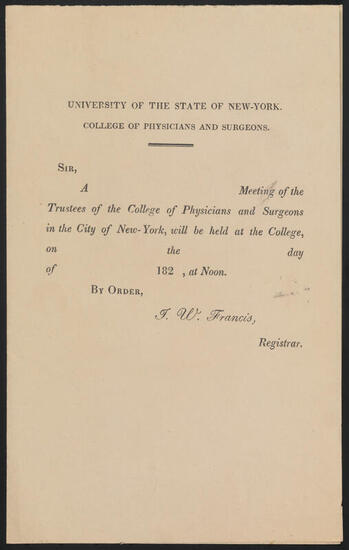 UNIVERSITY OF THE STATE OF NEW-YORK.
COLLEGE OF PHYSICIANS AND SURGEONS.
SIR,
A Meeting of the
Trustees of the College of Physicians and Surgeons
in the City of New-York, will be held at the College,
on the day
of 182 , at Noon.
BY ORDER,
J. W. Francis,
Registrar.